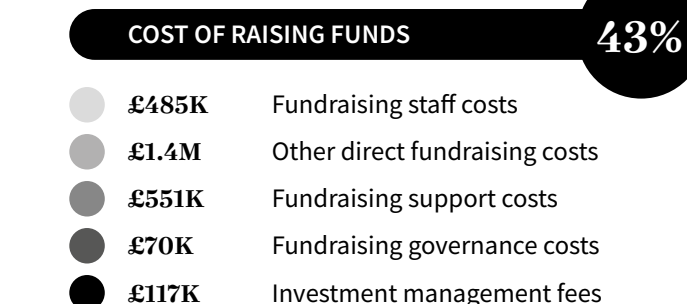 COST OF RAISING FUNDS 43%
£485K Fundraising staff costs
£1.4M Other direct fundraising costs
£551K Fundraising support costs
£70K Fundraising governance costs
£117K Investment management fees